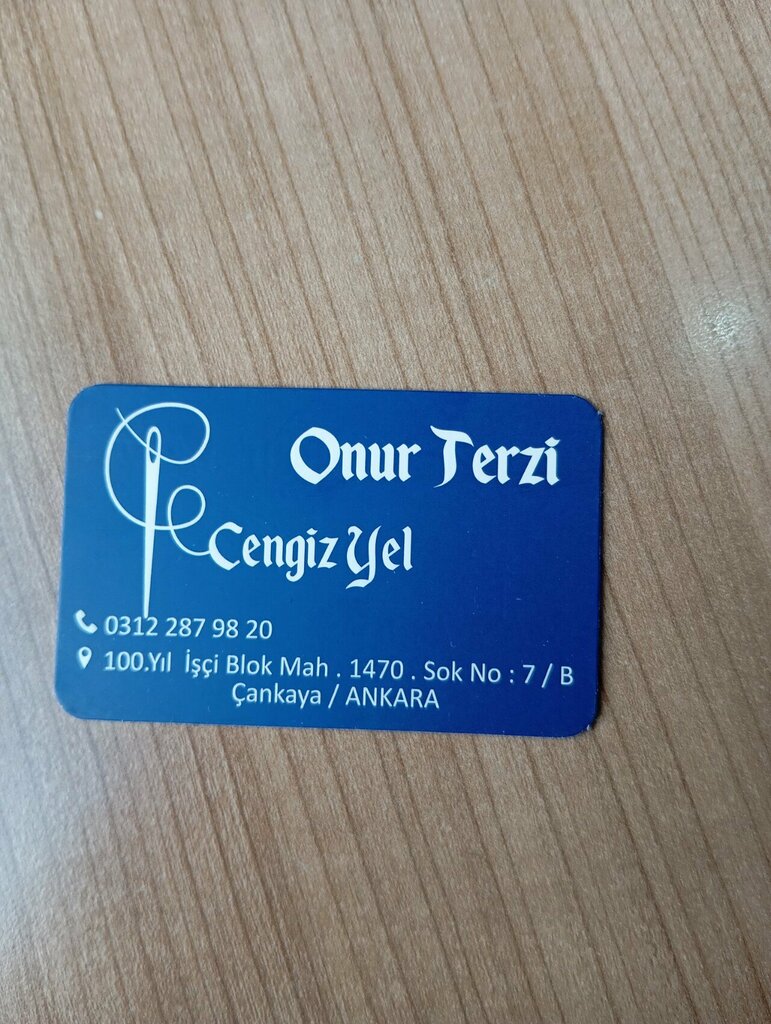 Onur Terzi
Cengiz Yel
0312 287 98 20
100.Yıl İşçi Blok Mah . 1470 . Sok No : 7 / B
Çankaya / ANKARA